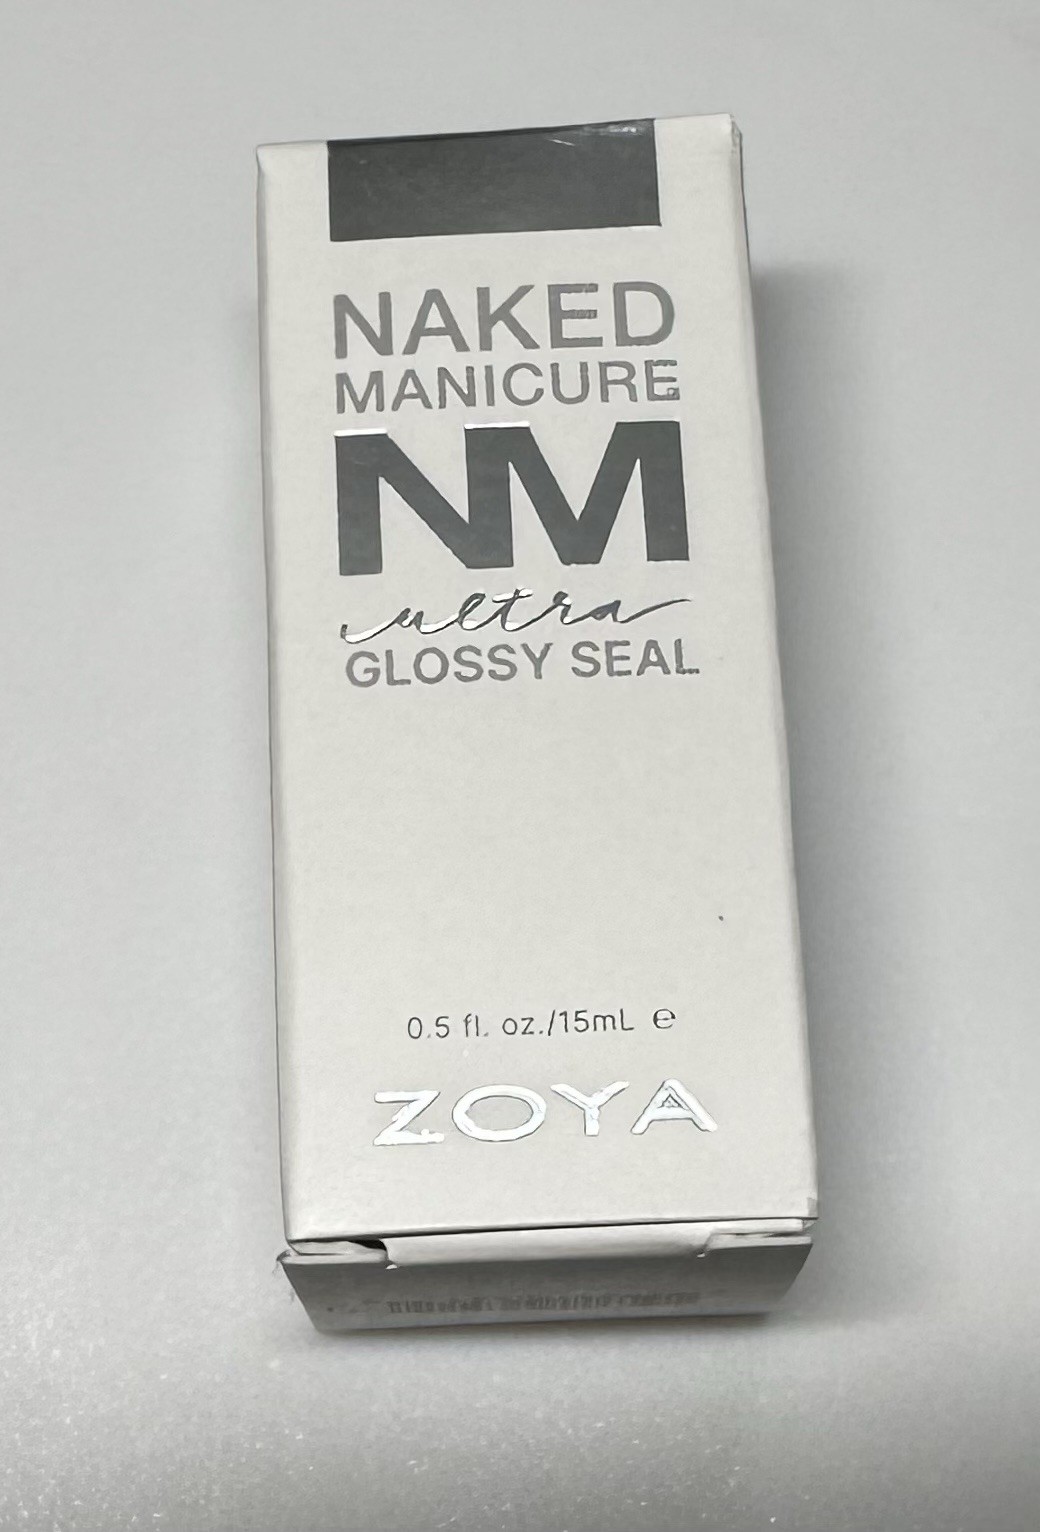 NAKED
MANICURE
NM
ultra
GLOSSY SEAL
0.5 fl. oz./15mL ℮
ZOYA